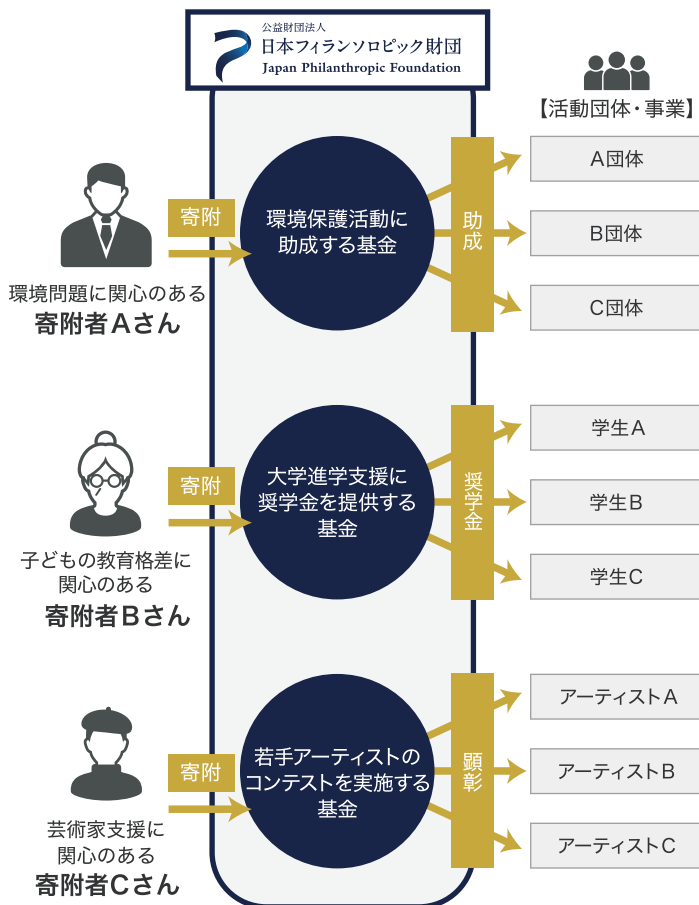 公益財団法人
日本フィランソロピック財団
Japan Philanthropic Foundation
【活動団体・事業】
環境問題に関心のある
寄附者Aさん
寄附
環境保護活動に
助成する基金
助成
A団体
B団体
C団体
子どもの教育格差に
関心のある
寄附者Bさん
寄附
大学進学支援に
奨学金を提供する
基金
奨学金
学生A
学生B
学生C
芸術家支援に
関心のある
寄附者Cさん
寄附
若手アーティストの
コンテストを実施する
基金
顕彰
アーティストA
アーティストB
アーティストC